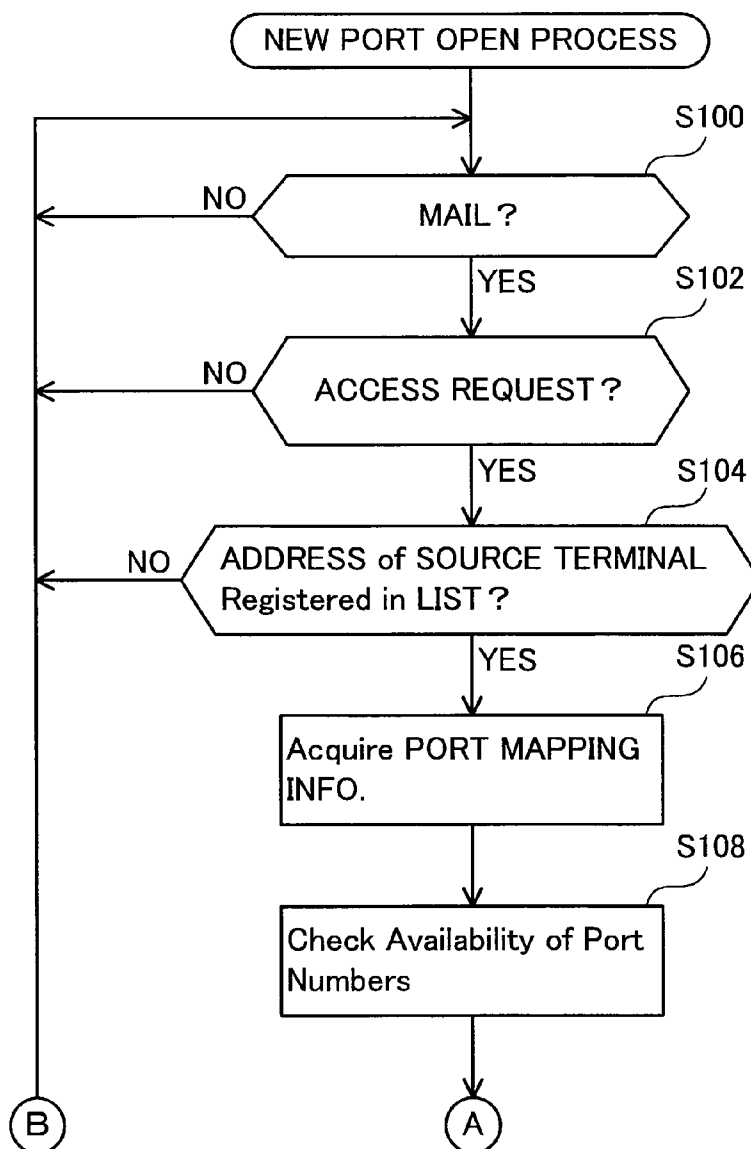 NEW PORT OPEN PROCESS
S100
NO
MAIL?
YES
S102
NO
ACCESS REQUEST?
YES
S104
NO
ADDRESS of SOURCE TERMINAL
Registered in LIST?
YES
S106
Acquire PORT MAPPING
INFO.
S108
Check Availability of Port
Numbers
B
A